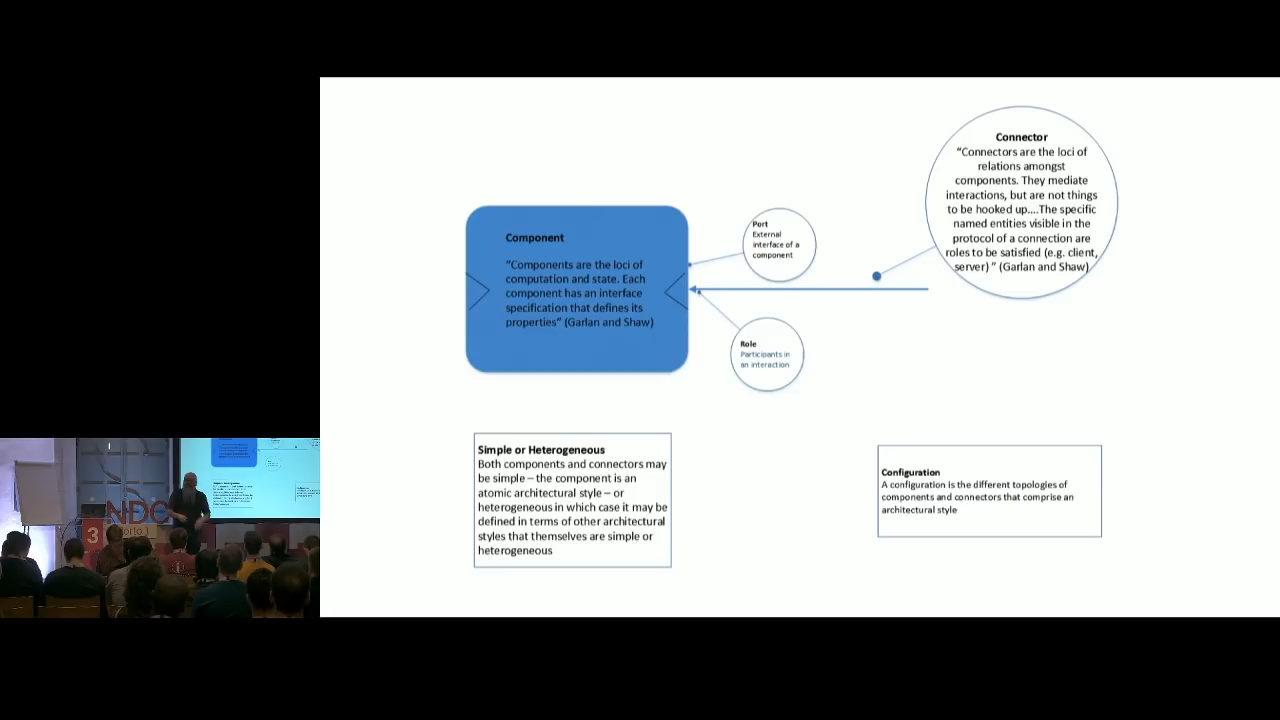 Connector
"Connectors are the loci of
relations amongst
components. They mediate
interactions, but are not things
to be hooked up....The specific
named entities visible in the
protocol of a connection are
roles to be satisfied (e.g. client,
server) " (Garlan and Shaw)
Component
"Components are the loci of
computation and state. Each
component has an interface
specification that defines its
properties" (Garlan and Shaw)
Port
External
interface of a
component
Role
Participants in
an interaction
Simple or Heterogeneous
Both components and connectors may
be simple – the component is an
atomic architectural style – or
heterogeneous in which case it may be
defined in terms of other architectural
styles that themselves are simple or
heterogeneous
Configuration
A configuration is the different topologies of
components and connectors that comprise an
architectural style
NDC
3